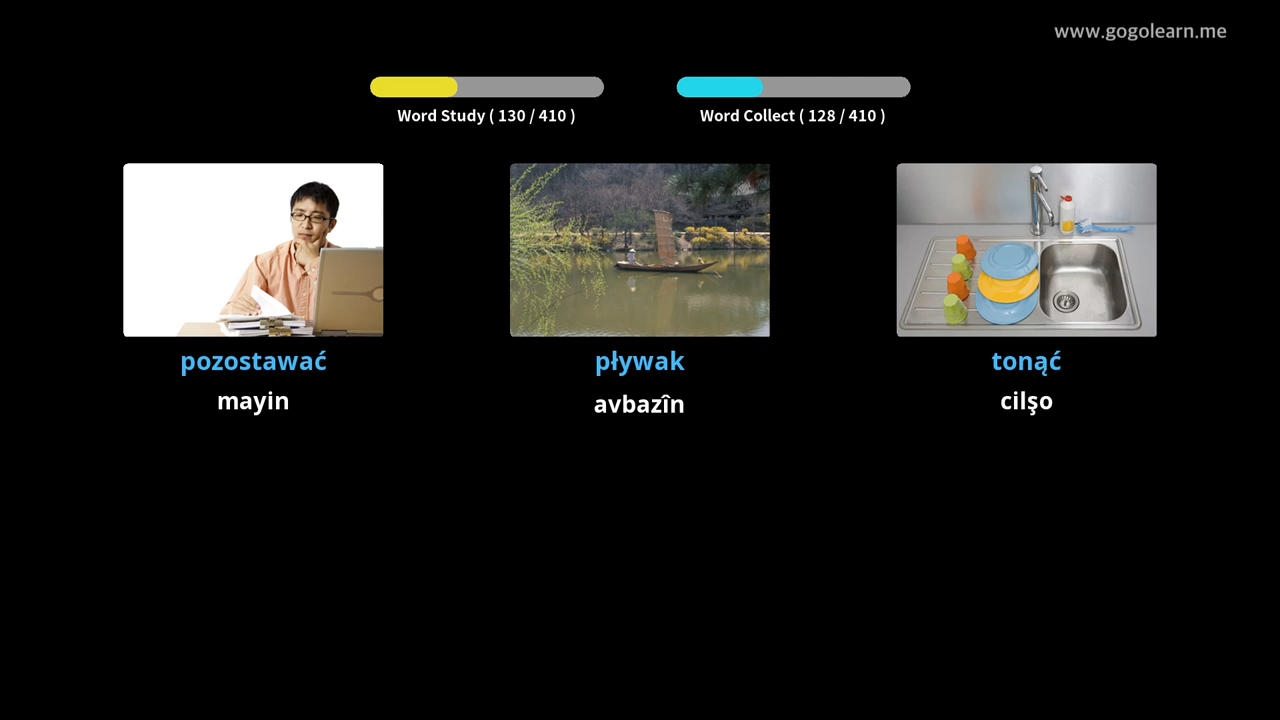 www.gogolearn.me
Word Study ( 130 / 410 )
Word Collect ( 128 / 410 )
pozostawać
mayin
pływak
avbazîn
tonąć
cilşo